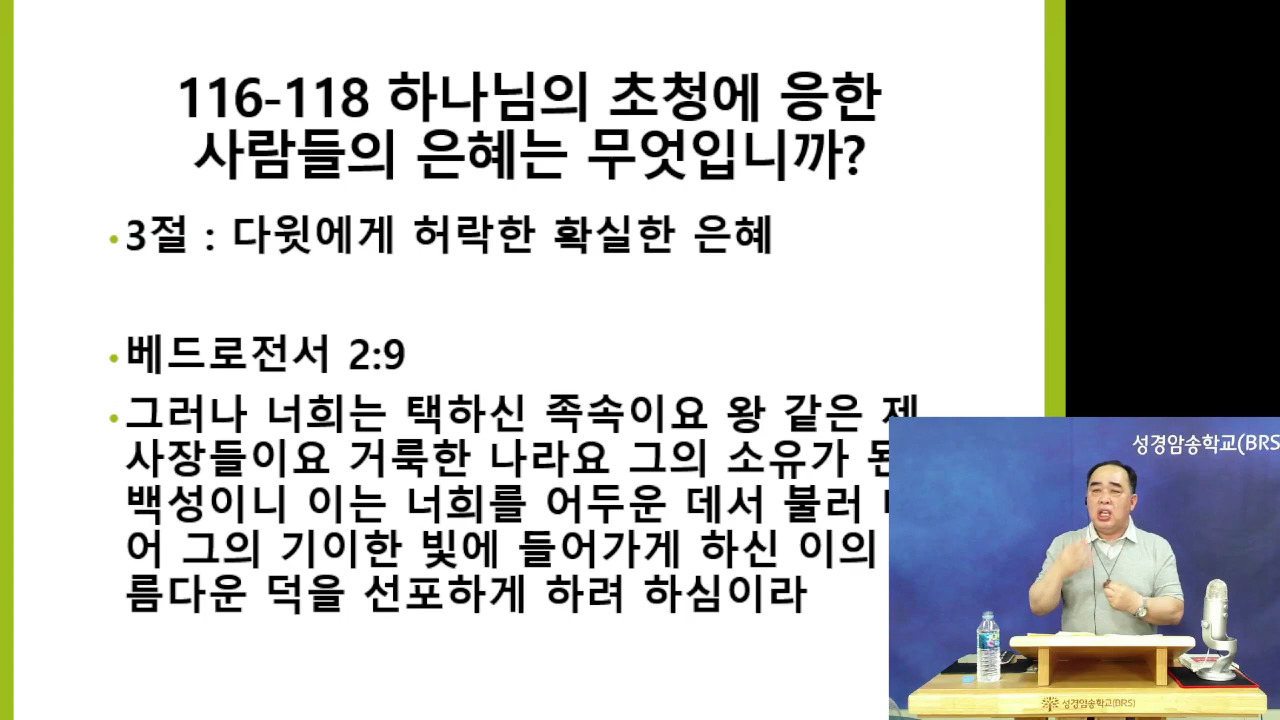 116-118 하나님의 초청에 응한
사람들의 은혜는 무엇입니까?
• 3절 : 다윗에게 허락한 확실한 은혜
• 베드로전서 2:9
• 그러나 너희는 택하신 족속이요 왕 같은 제
사장들이요 거룩한 나라요 그의 소유가 된
백성이니 이는 너희를 어두운 데서 불러
어 그의 기이한 빛에 들어가게 하신 이의
름다운 덕을 선포하게 하려 하심이라
성경암송학교(BRS
성경암송학교(BRS)